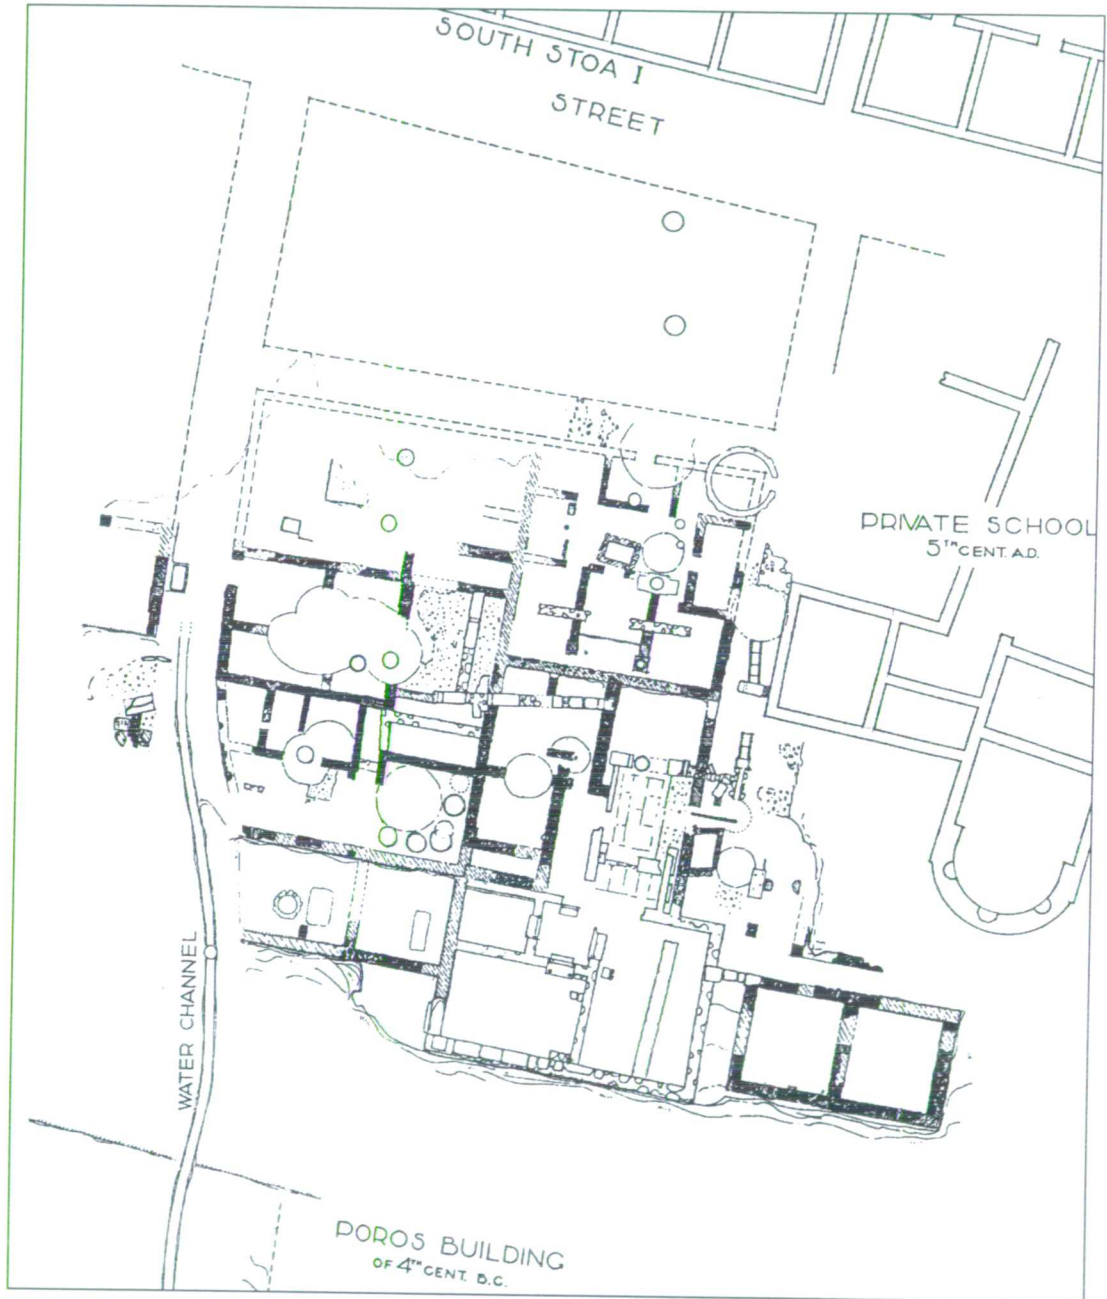 SOUTH STOA I
STREET
PRIVATE SCHOOL
5TH CENT. A.D.
WATER CHANNEL
POROS BUILDING
OF 4TH CENT. B.C.